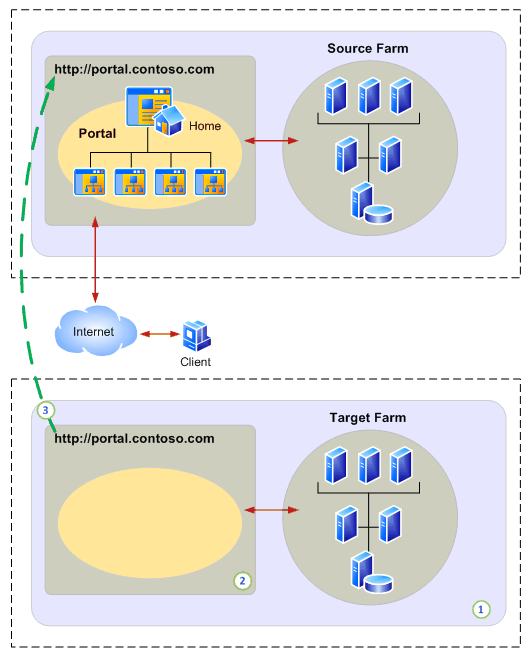 Source Farm
http://portal.contoso.com
Portal
Home
Internet
Client
3
Target Farm
http://portal.contoso.com
2
1